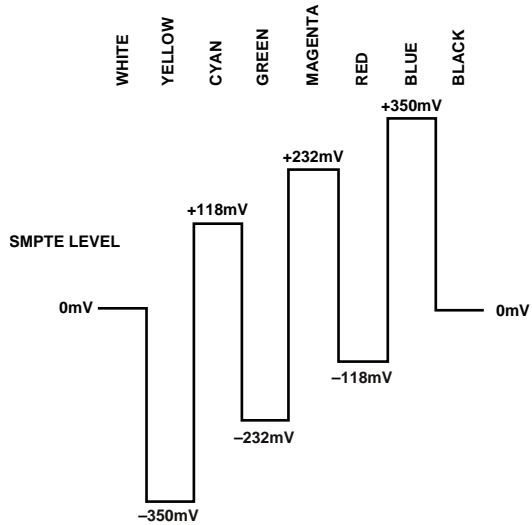 WHITE
YELLOW
CYAN
GREEN
MAGENTA
RED
BLUE
BLACK
+350mV
+232mV
+118mV
SMPTE LEVEL
0mV
0mV
–118mV
–232mV
–350mV